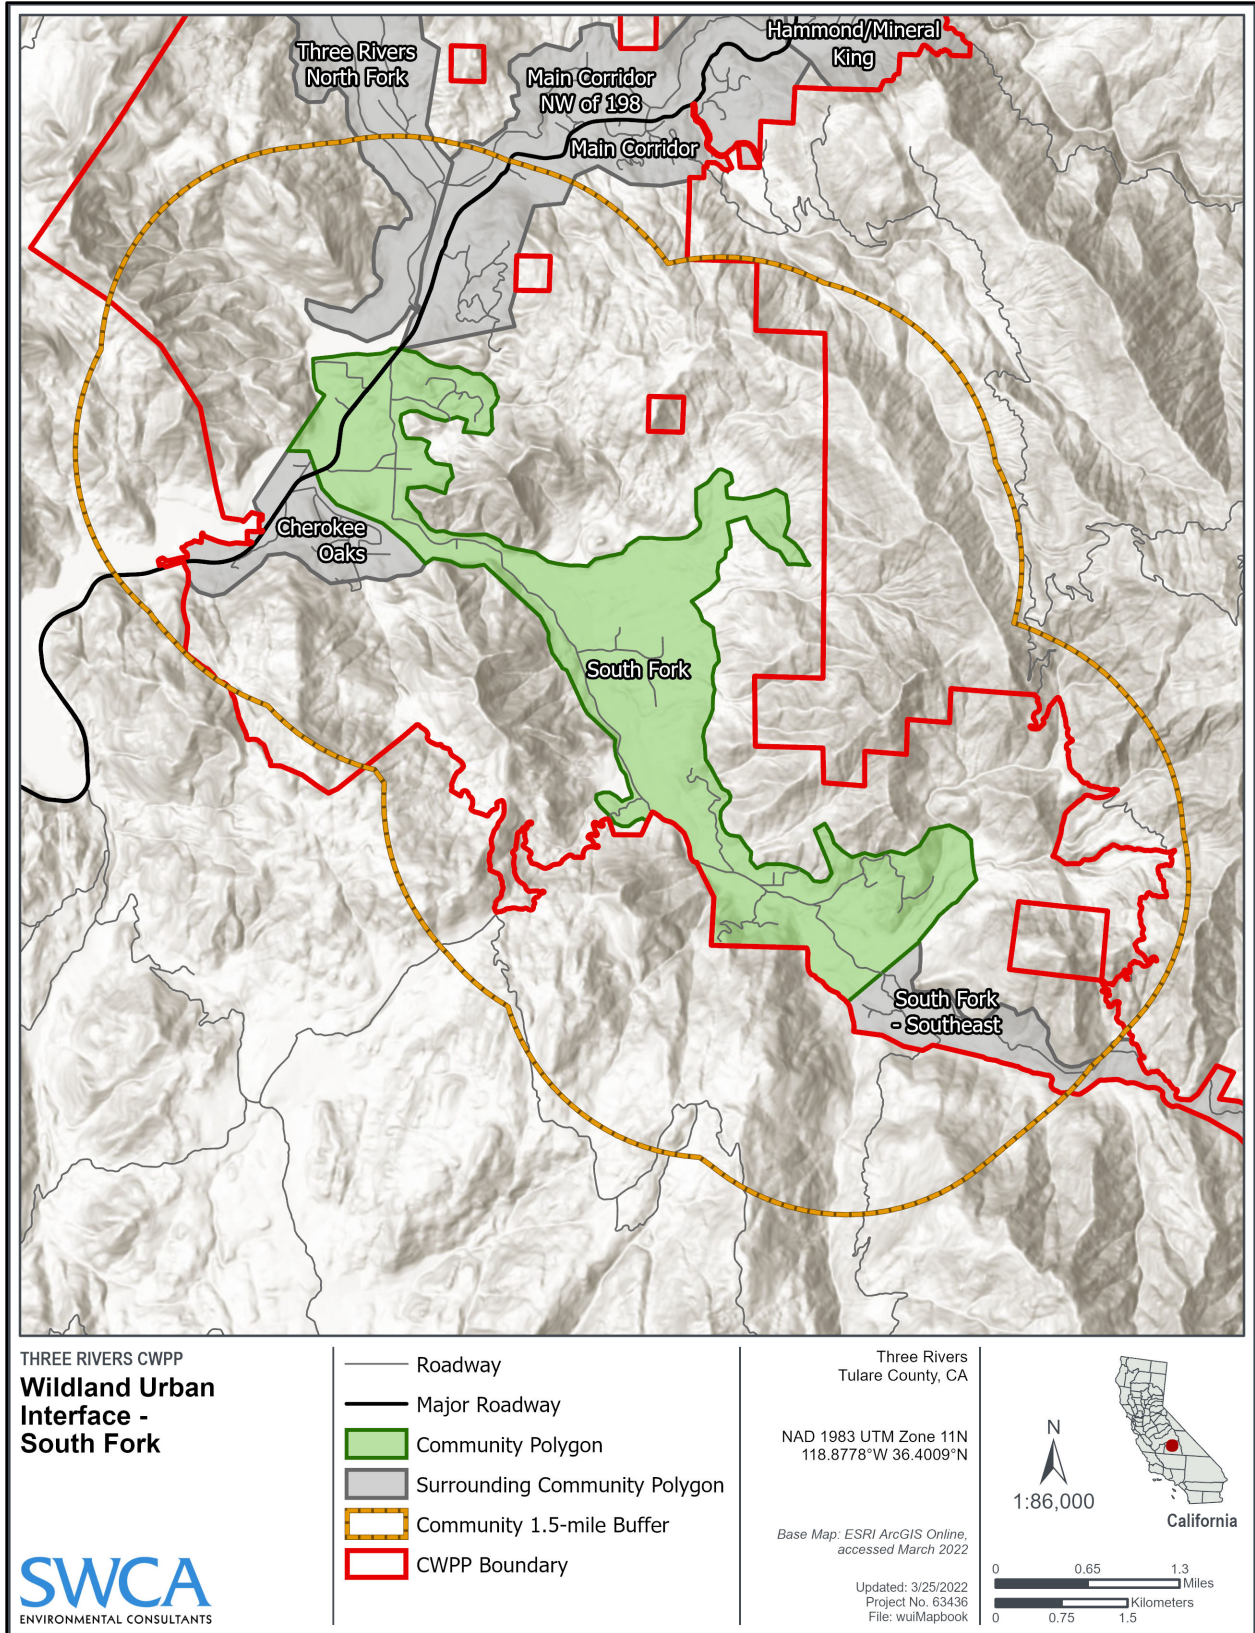 Three Rivers
North Fork
Main Corridor
NW of 198
Main Corridor
Hammond/Mineral
King
Cherokee
Oaks
South Fork
South Fork
- Southeast
THREE RIVERS CWPP
Wildland Urban
Interface -
South Fork
SWCA
ENVIRONMENTAL CONSULTANTS
Roadway
Major Roadway
Community Polygon
Surrounding Community Polygon
Community 1.5-mile Buffer
CWPP Boundary
Three Rivers
Tulare County, CA
NAD 1983 UTM Zone 11N
118.8778°W 36.4009°N
Base Map: ESRI ArcGIS Online,
accessed March 2022
Updated: 3/25/2022
Project No. 63436
File: wuiMapbook
N
1:86,000
California
0 0.65 1.3
Miles
Kilometers
0 0.75 1.5